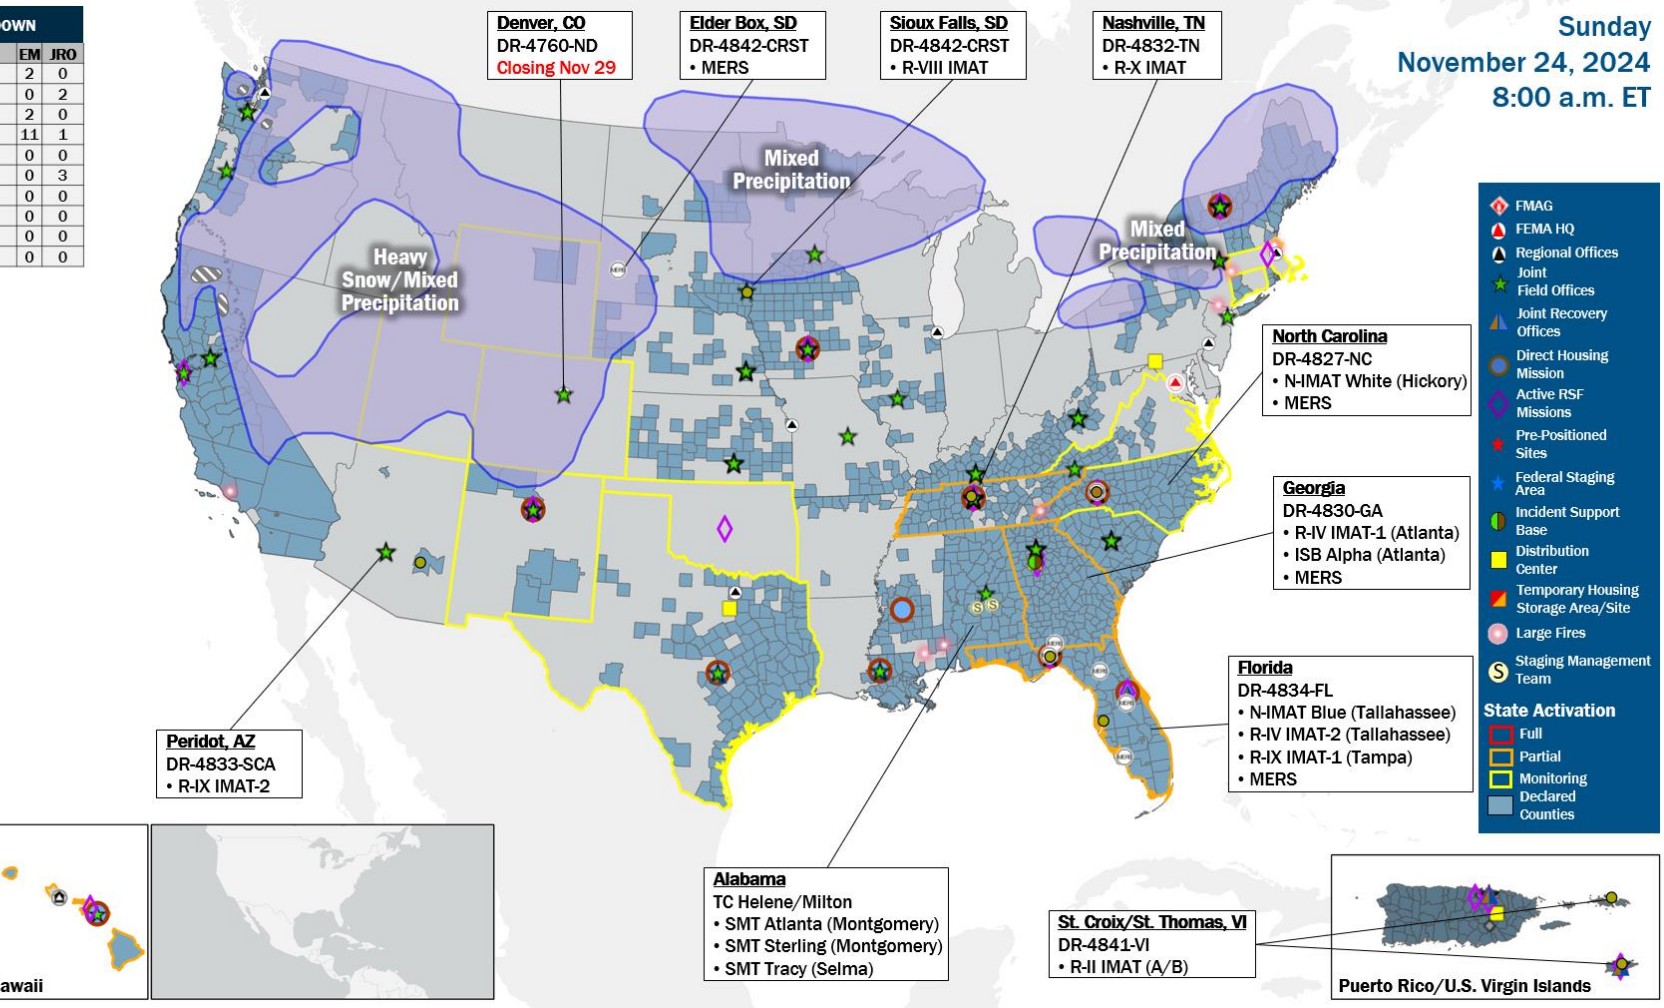 OWN
EM JRO
2 0
0 2
2 0
11 1
0 0
0 3
0 0
0 0
0 0
0 0
Denver, CO
DR-4760-ND
Closing Nov 29
Elder Box, SD
DR-4842-CRST
• MERS
Sioux Falls, SD
DR-4842-CRST
• R-VIII IMAT
Nashville, TN
DR-4832-TN
• R-X IMAT
Sunday
November 24, 2024
8:00 a.m. ET
Mixed
Precipitation
Mixed
Precipitation
Heavy
Snow/Mixed
Precipitation
MERS
North Carolina
DR-4827-NC
• N-IMAT White (Hickory)
• MERS
Georgia
DR-4830-GA
• R-IV IMAT-1 (Atlanta)
• ISB Alpha (Atlanta)
• MERS
S S
MERS
MERS
MERS
MERS
Florida
DR-4834-FL
• N-IMAT Blue (Tallahassee)
• R-IV IMAT-2 (Tallahassee)
• R-IX IMAT-1 (Tampa)
• MERS
Peridot, AZ
DR-4833-SCA
• R-IX IMAT-2
Alabama
TC Helene/Milton
• SMT Atlanta (Montgomery)
• SMT Sterling (Montgomery)
• SMT Tracy (Selma)
St. Croix/St. Thomas, VI
DR-4841-VI
• R-II IMAT (A/B)
FMAG
FEMA HQ
Regional Offices
Joint
Field Offices
Joint Recovery
Offices
Direct Housing
Mission
Active RSF
Missions
Pre-Positioned
Sites
Federal Staging
Area
Incident Support
Base
Distribution
Center
Temporary Housing
Storage Area/Site
Large Fires
S
Staging Management
Team
State Activation
Full
Partial
Monitoring
Declared
Counties
awaii
Puerto Rico/U.S. Virgin Islands